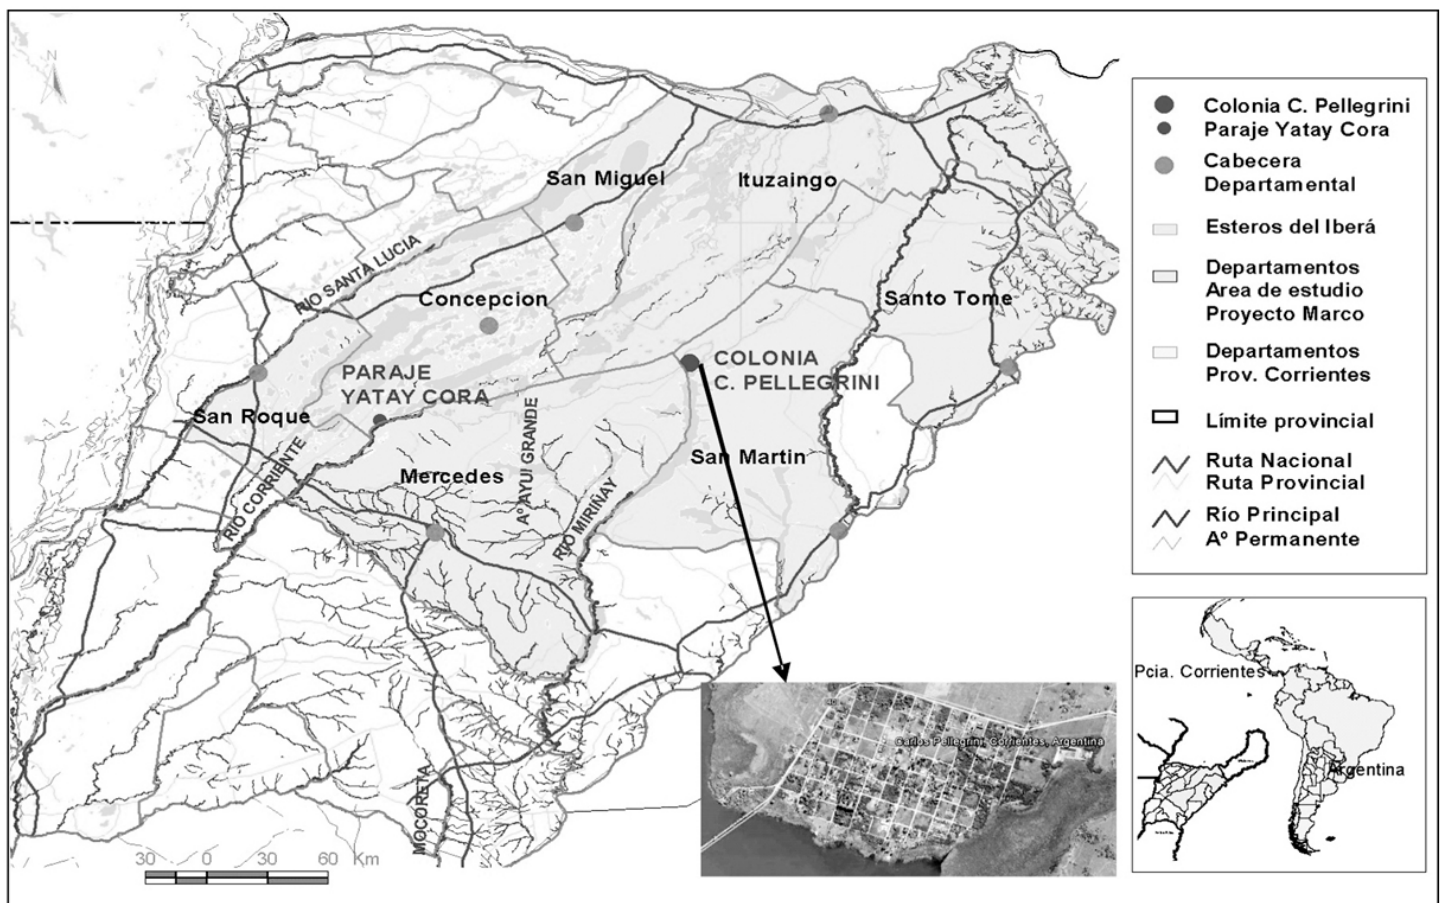 N
San Miguel
Ituzaingo
RIO SANTA LUCIA
Concepcion
Santo Tome
PARAJE
YATAY CORA
COLONIA
C. PELLEGRINI
San Roque
RIO CORRIENTE
Mercedes
Aº AYUI GRANDE
RIO MIRIÑAY
San Martin
MOCORETA
30 0 30 60 Km
Carlos Pellegrini, Corrientes, Argentina
Colonia C. Pellegrini
Paraje Yatay Cora
Cabecera
Departamental
Esteros del Iberá
Departamentos
Area de estudio
Proyecto Marco
Departamentos
Prov. Corrientes
Límite provincial
Ruta Nacional
Ruta Provincial
Río Principal
Aº Permanente
Pcia. Corrientes
Argentina